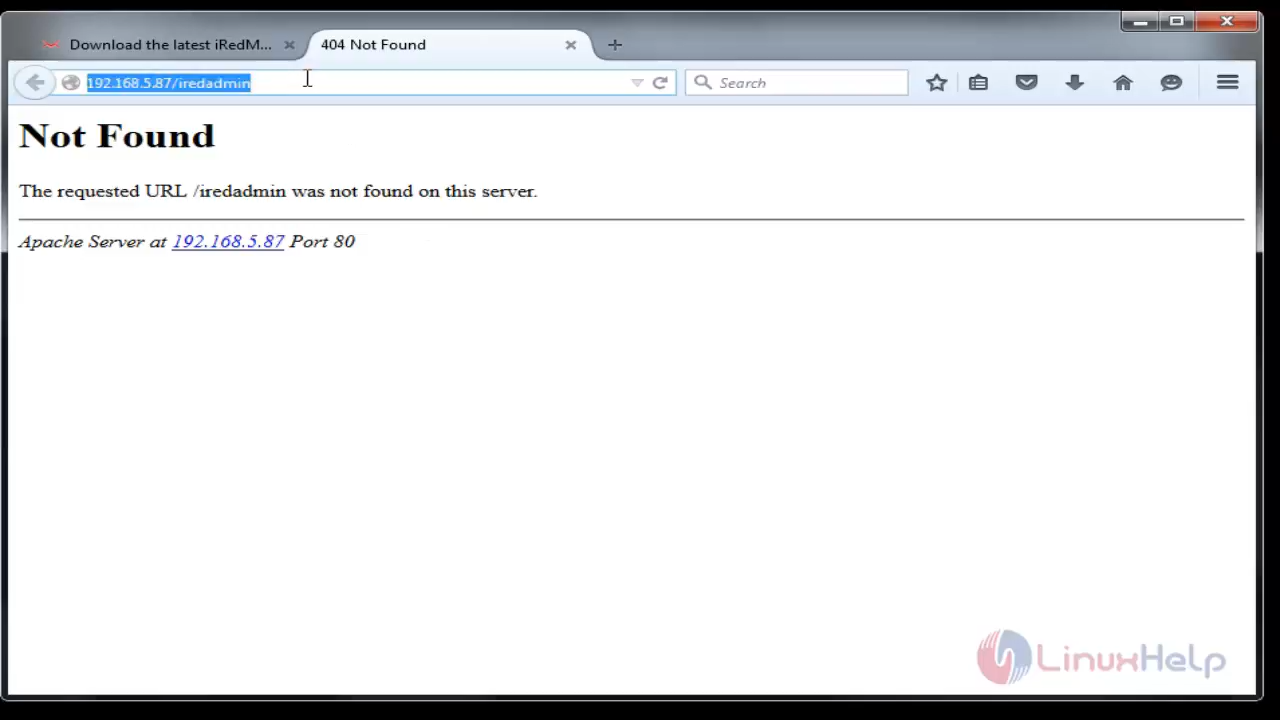 Download the latest iRedM...
404 Not Found
192.168.5.87/iredadmin
Search
Not Found
The requested URL /iredadmin was not found on this server.
Apache Server at 192.168.5.87 Port 80
LinuxHelp